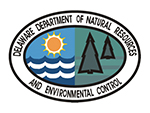 DELAWARE DEPARTMENT OF NATURAL RESOURCES
AND ENVIRONMENTAL CONTROL